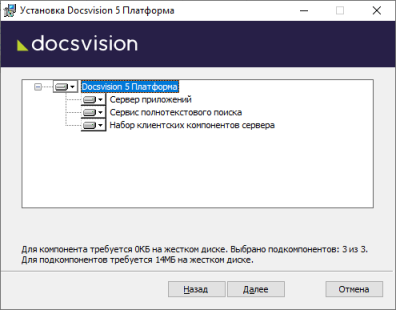 Установка Docsvision 5 Платформа
docsvision
Docsvision 5 Платформа
Сервер приложений
Сервис полнотекстового поиска
Набор клиентских компонентов сервера
Для компонента требуется 0КБ на жестком диске. Выбрано подкомпонентов: 3 из 3.
Для подкомпонентов требуется 14МБ на жестком диске.
Назад Далее Отмена